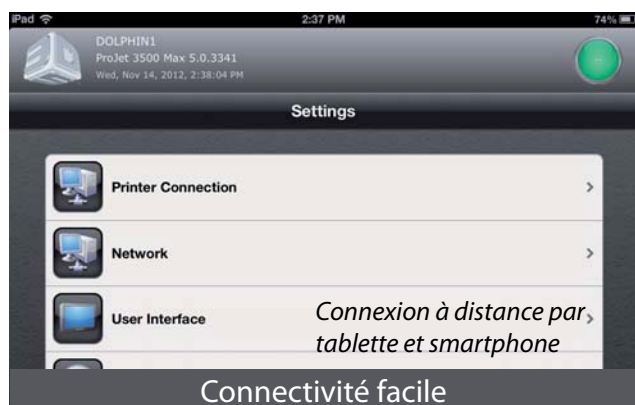 iPad 2:37 PM 74%
DOLPHIN1
ProJet 3500 Max 5.0.3341
Wed, Nov 14, 2012, 2:38:04 PM
Settings
Printer Connection
Network
User Interface
Connexion à distance par
tablette et smartphone
Connectivité facile